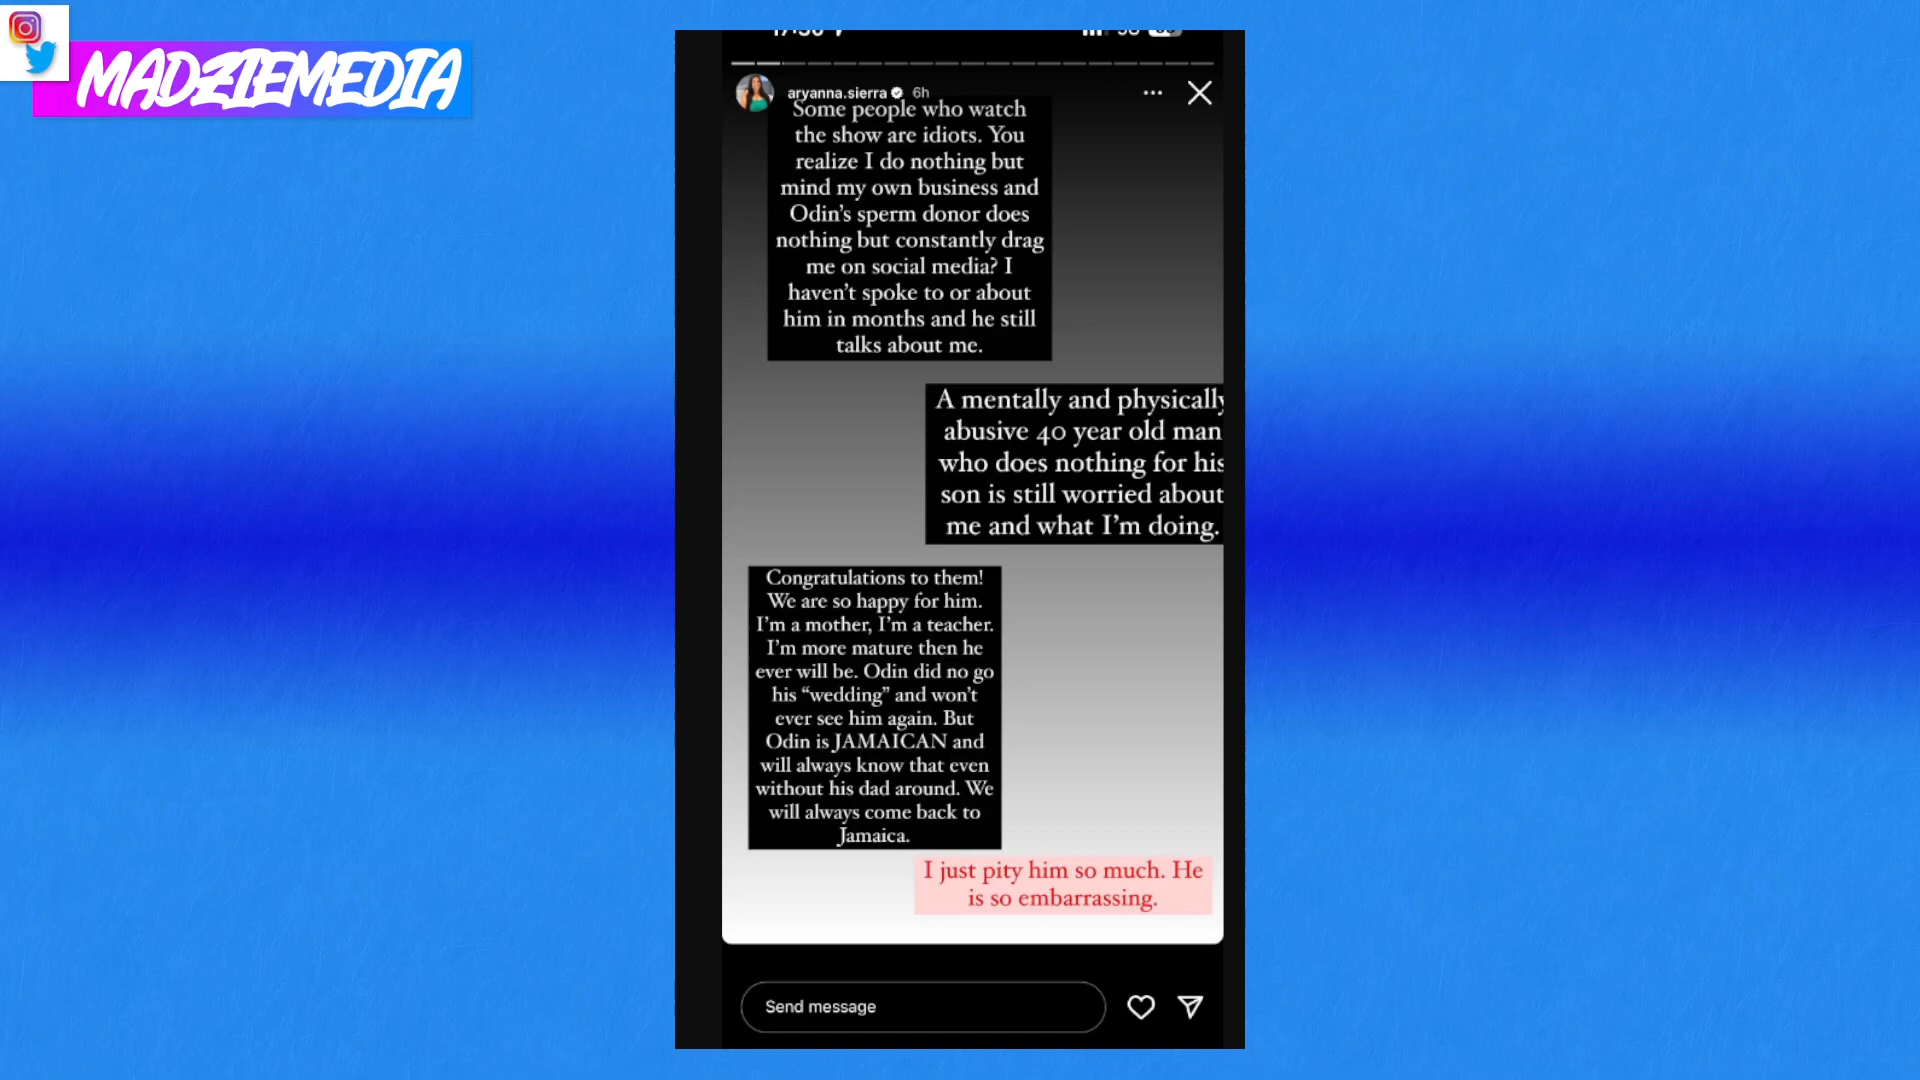 MADZIEMEDIA
aryanna.sierra 6h
Some people who watch
the show are idiots. You
realize I do nothing but
mind my own business and
Odin's sperm donor does
nothing but constantly drag
me on social media? I
haven't spoke to or about
him in months and he still
talks about me.
A mentally and physically
abusive 40 year old man
who does nothing for his
son is still worried about
me and what I'm doing.
Congratulations to them!
We are so happy for him.
I'm a mother, I'm a teacher.
I'm more mature then he
ever will be. Odin did no go
his “wedding” and won't
ever see him again. But
Odin is JAMAICAN and
will always know that even
without his dad around. We
will always come back to
Jamaica.
I just pity him so much. He
is so embarrassing.
Send message